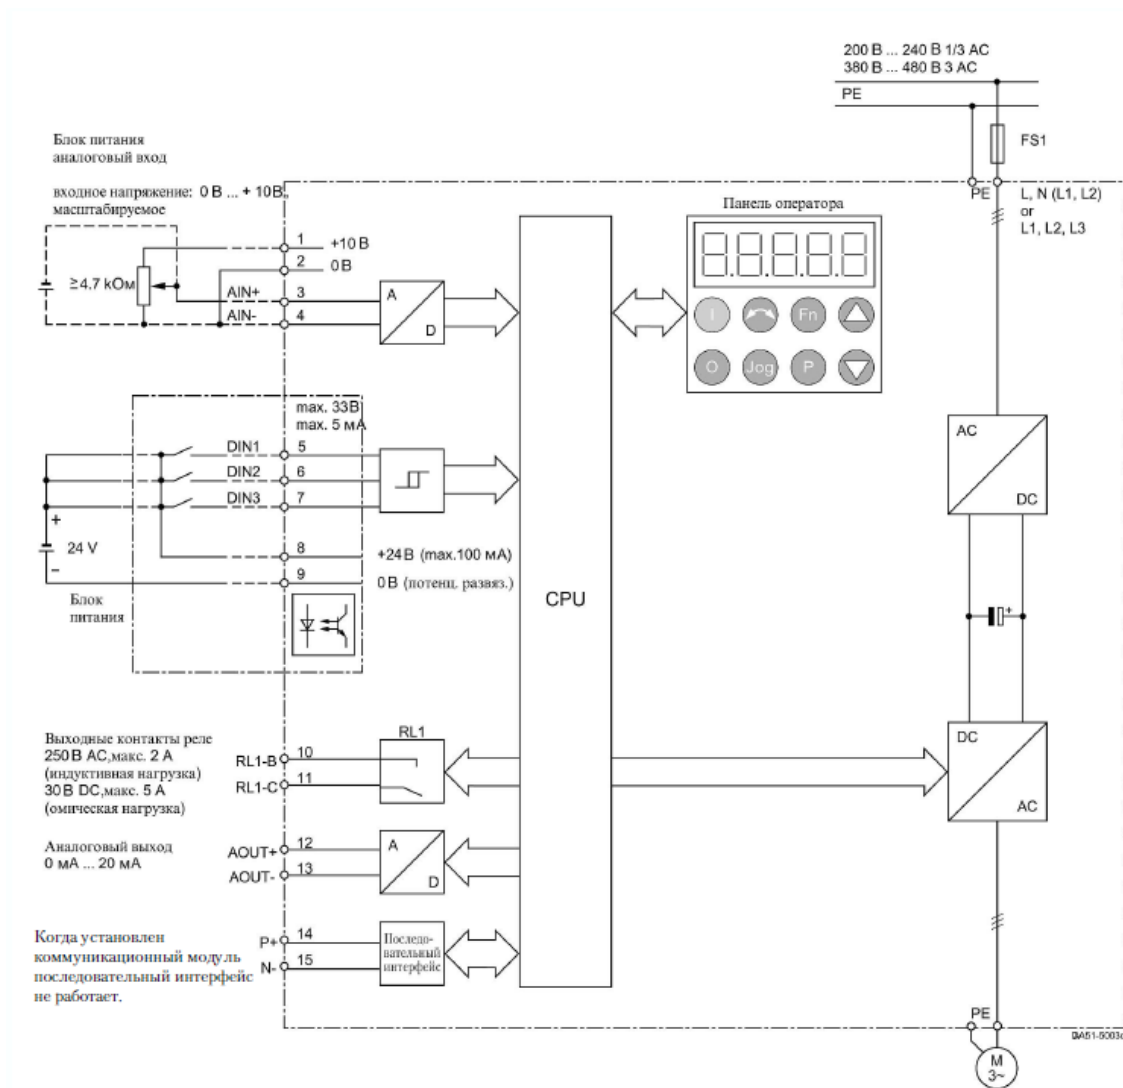 200 В ... 240 В 1/3 AC
380 В ... 480 В 3 AC
PE
FS1
Блок питания
аналоговый вход
входное напряжение: 0 В ... + 10В,
масштабируемое
PE
L, N (L1, L2)
or
L1, L2, L3
Панель оператора
1
+10 В
2
0В
≥4.7 kОм
AIN+
3
AIN-
4
A
D
I
Fn
O
Jog
P
max. 33В
max. 5 мА
DIN1
5
DIN2
6
DIN3
7
+
24 V
−
8
+24В (max.100 мА)
9
0В (потенц. развяз.)
Блок
питания
CPU
AC
DC
+
DC
AC
Выходные контакты реле
250В AC,макс. 2 А
(индуктивная нагрузка)
30В DC,макс. 5 А
(омическая нагрузка)
RL1
RL1-B
10
RL1-C
11
Аналоговый выход
0 мА ... 20 мА
AOUT+
12
AOUT-
13
A
D
Когда установлен
коммуникационный модуль
последовательный интерфейс
не работает.
P+
14
N-
15
Последо-
вательный
интерфейс
PE
M
3~